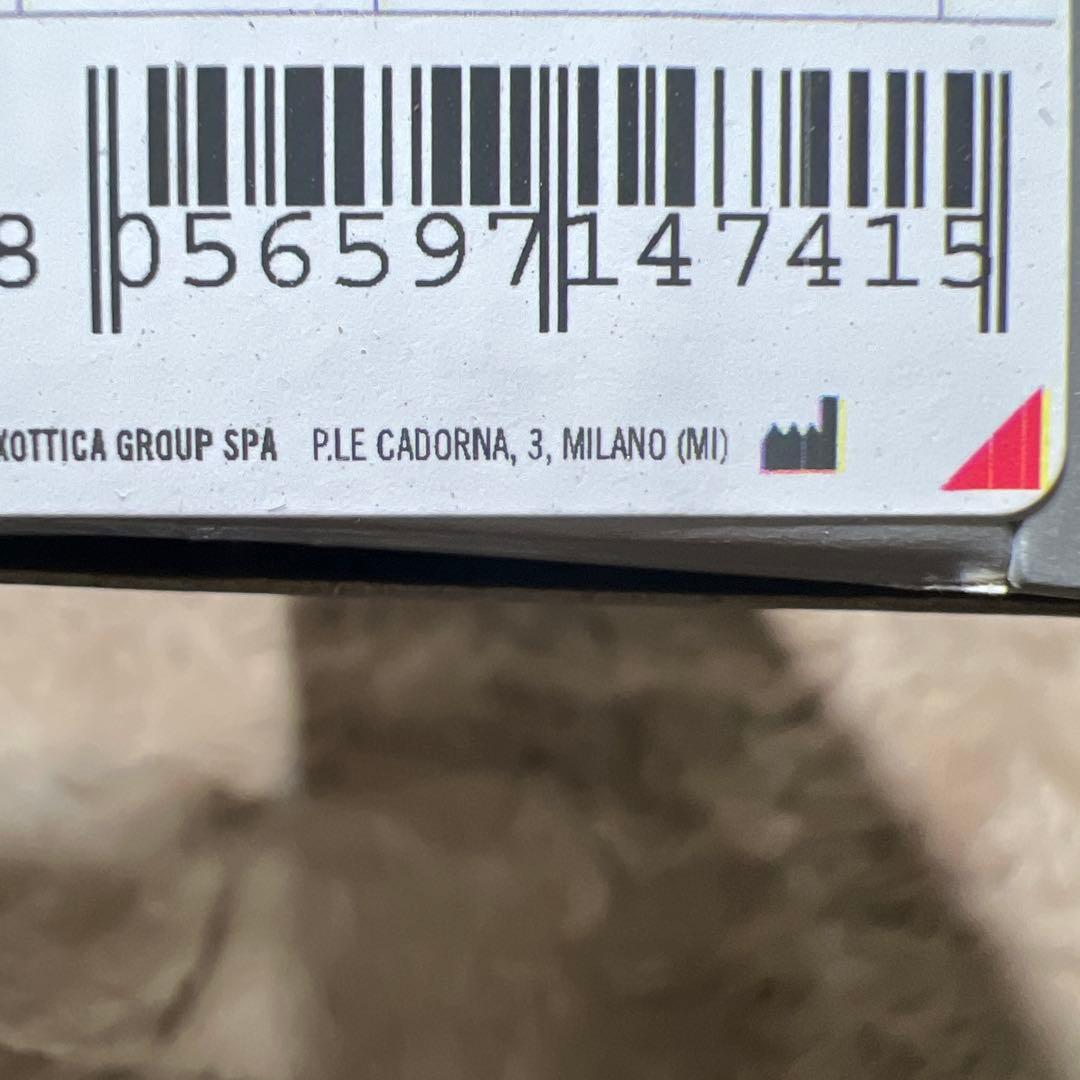 8 056597 147415
XOTTICA GROUP SPA P.LE CADORNA, 3, MILANO (MI)